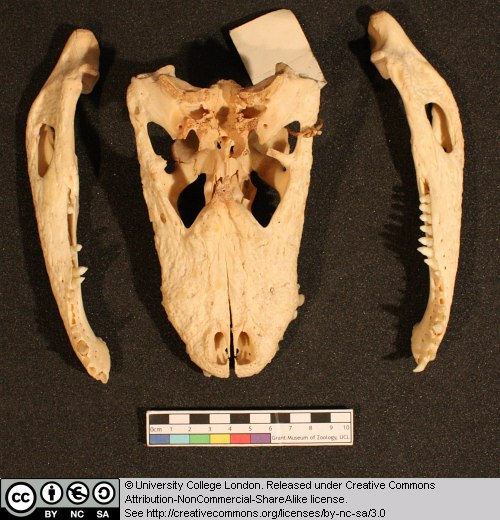 0cm 1 2 3 4 5 6 7 8 9 10
Grant Museum of Zoology, UCL
cc BY NC SA
© University College London. Released under Creative Commons
Attribution-NonCommercial-ShareAlike license.
See http://creativecommons.org/licenses/by-nc-sa/3.0